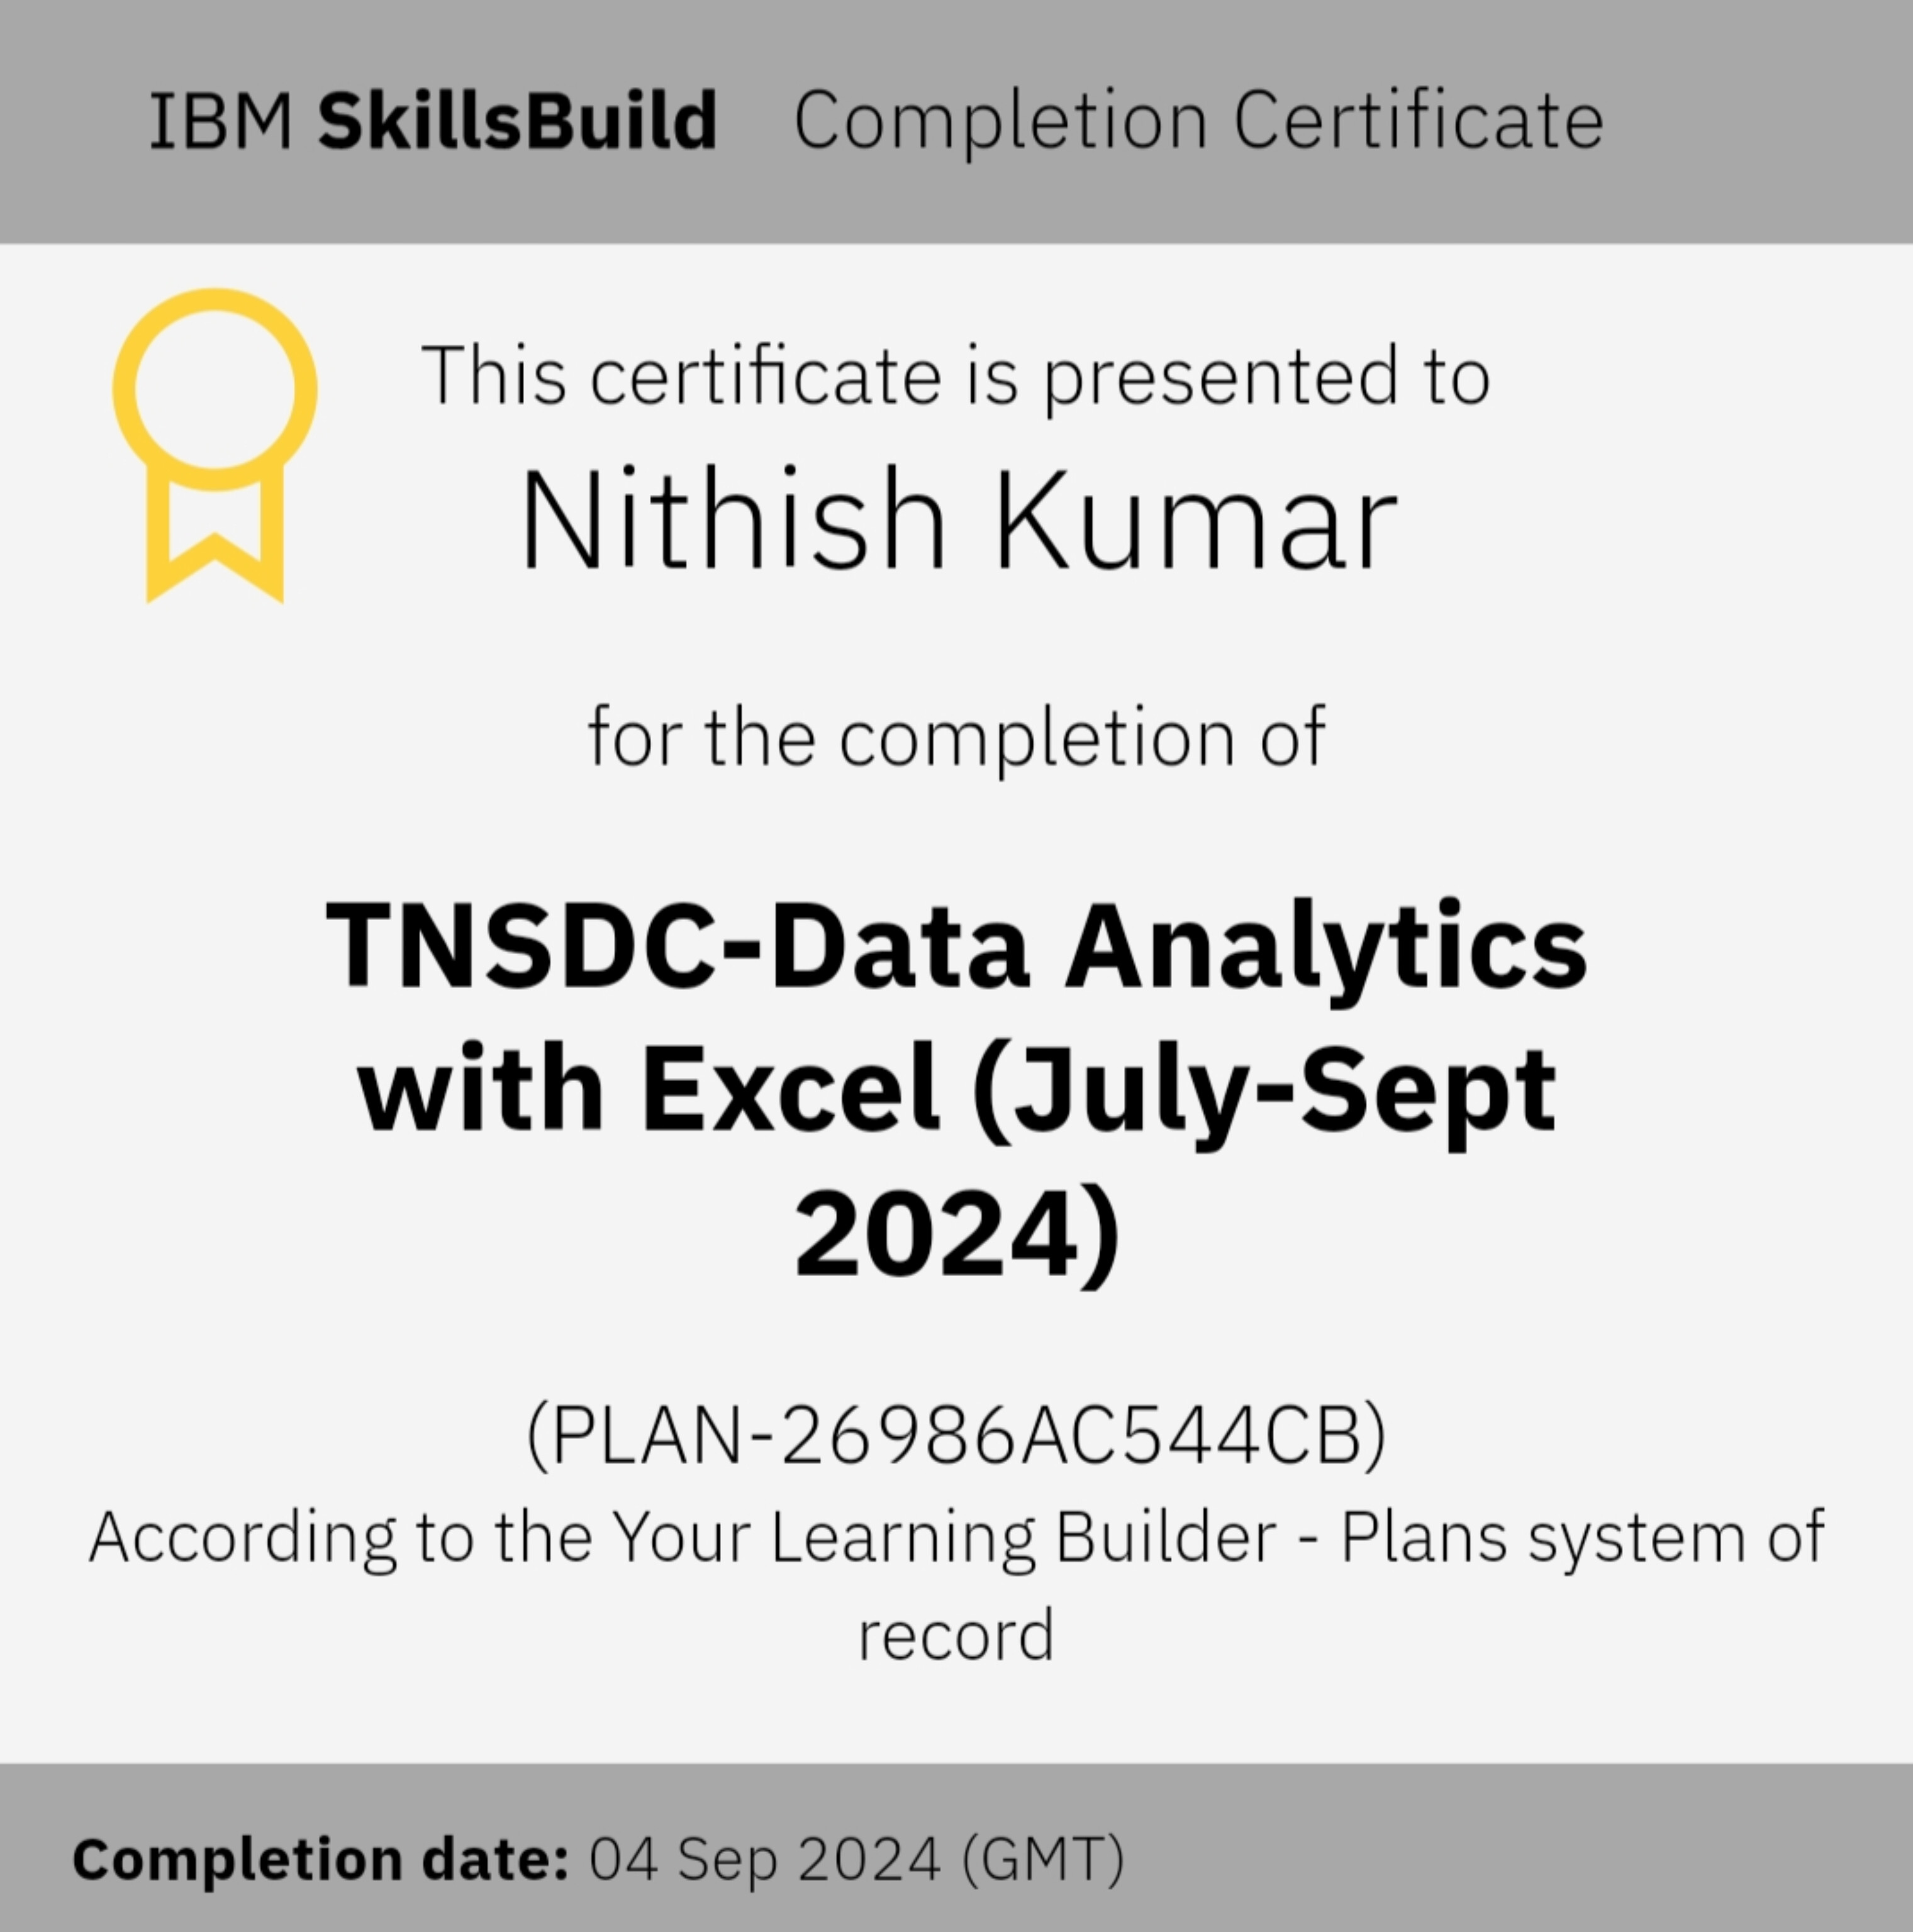 IBM SkillsBuild Completion Certificate
This certificate is presented to
Nithish Kumar
for the completion of
TNSDC-Data Analytics
with Excel (July-Sept
2024)
(PLAN-26986AC544CB)
According to the Your Learning Builder - Plans system of
record
Completion date: 04 Sep 2024 (GMT)